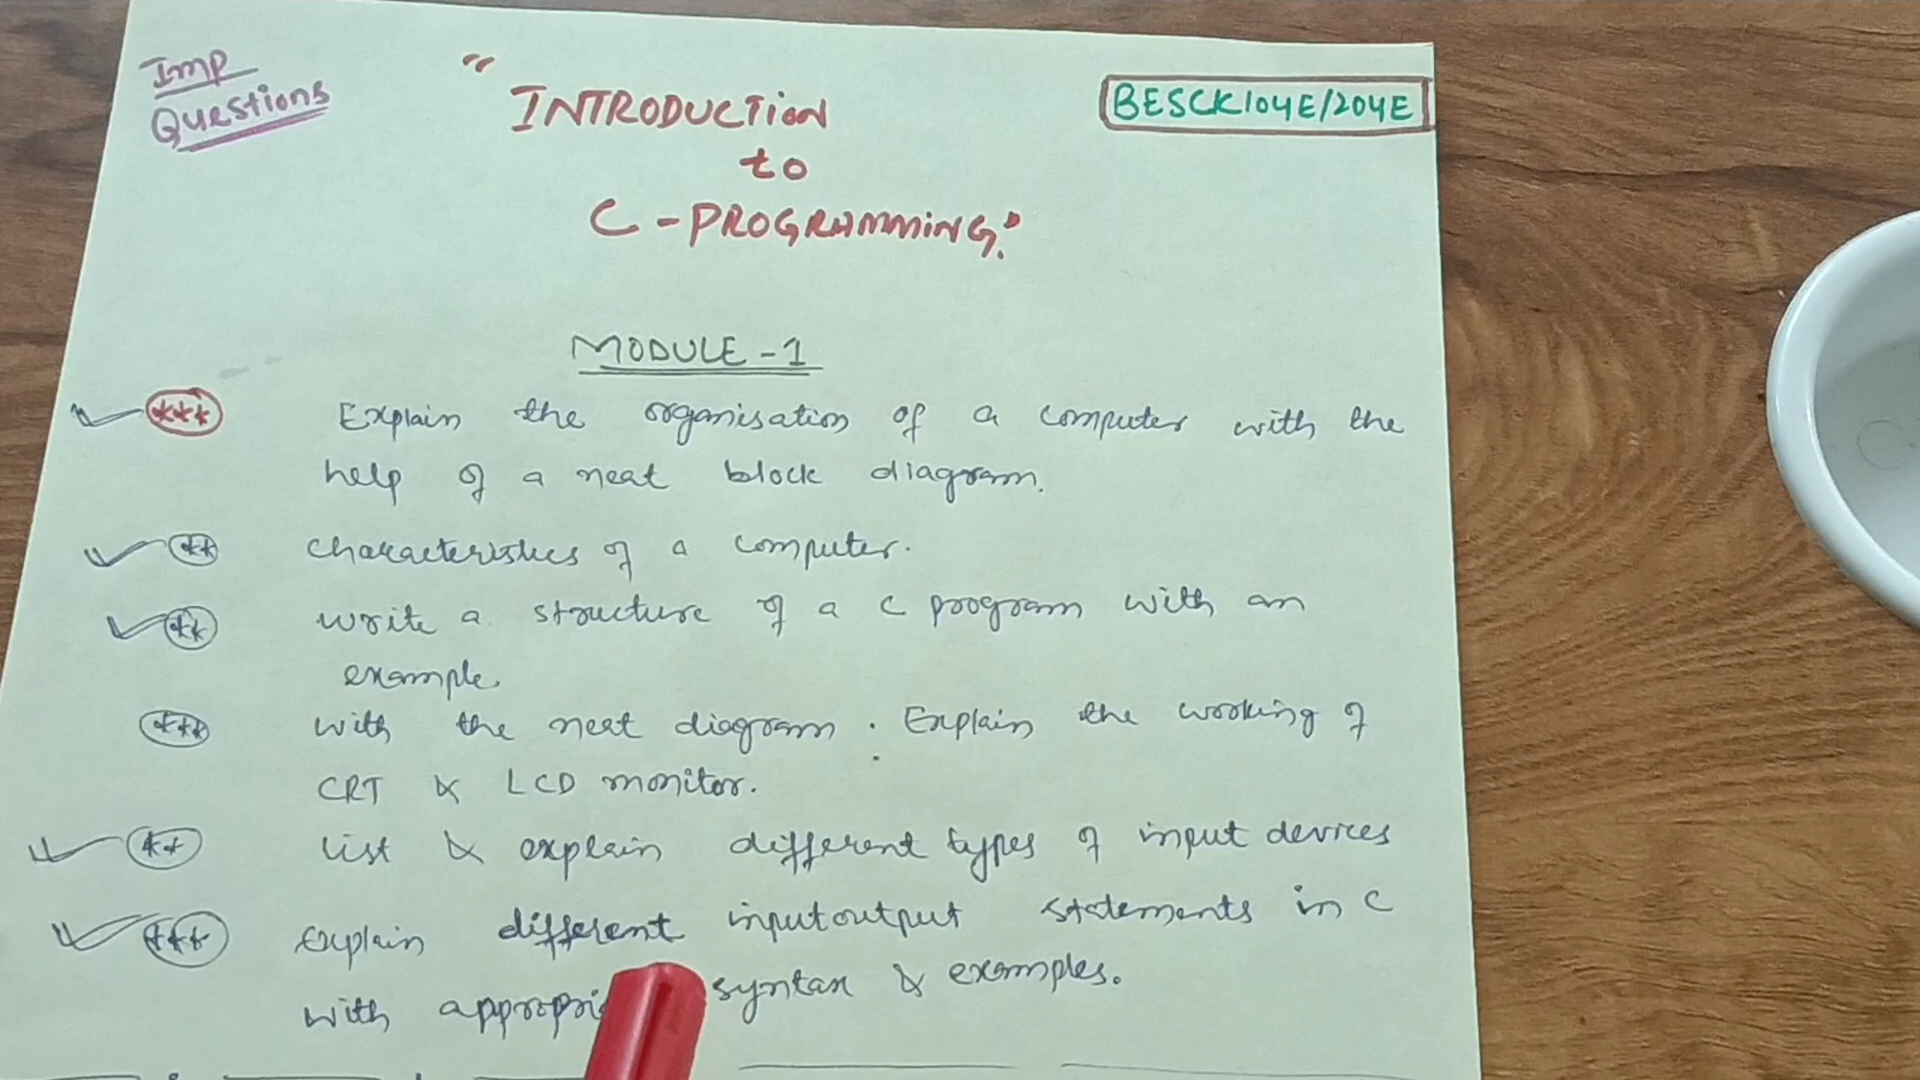 Imp
Questions
"INTRODUCTION
to
C-PROGRAMMING."
BESCK104E/204E
MODULE-1
*** Explain the organisation of a computer with the
help of a neat block diagram.
** characteristics of a computer.
** write a structure of a C program with an
example.
*** with the neat diagram. Explain the working of
CRT & LCD monitor.
** List & explain different types of input devices
*** Explain different inputoutput statements in C
with syntax & examples.